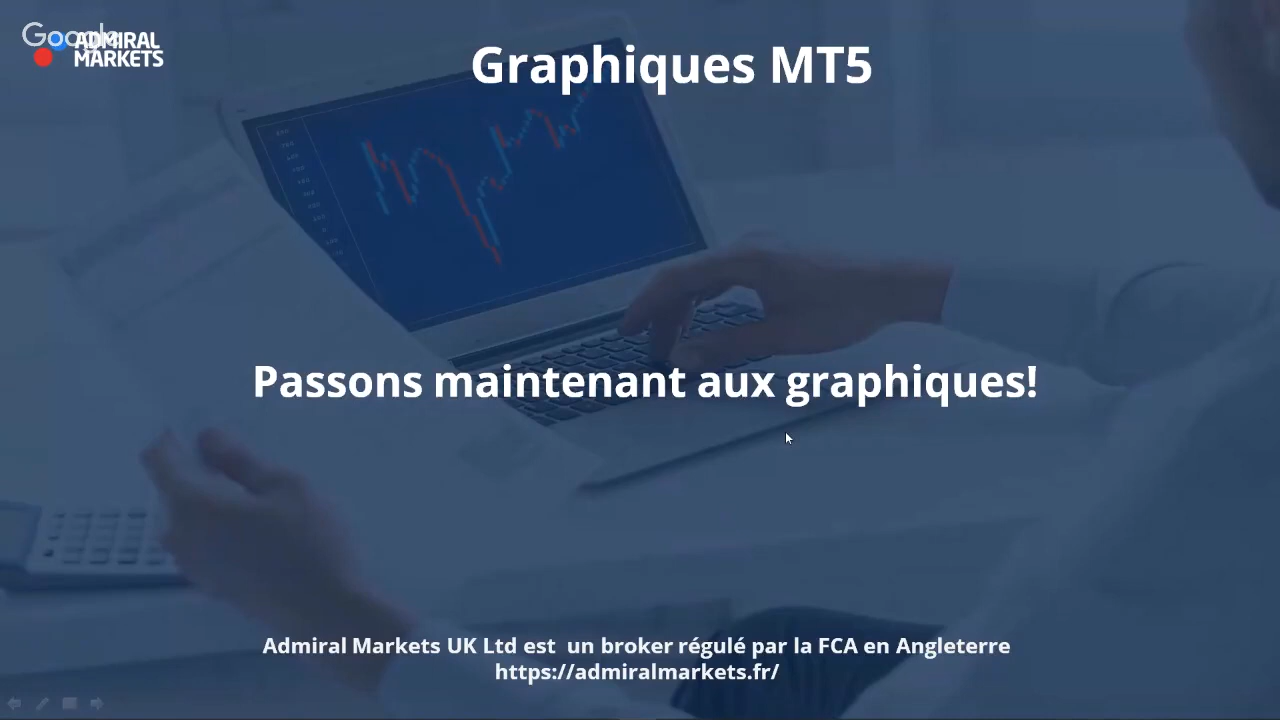 Google
ADMIRAL
MARKETS
Graphiques MT5
Passons maintenant aux graphiques!
Admiral Markets UK Ltd est un broker régulé par la FCA en Angleterre
https://admiralmarkets.fr/